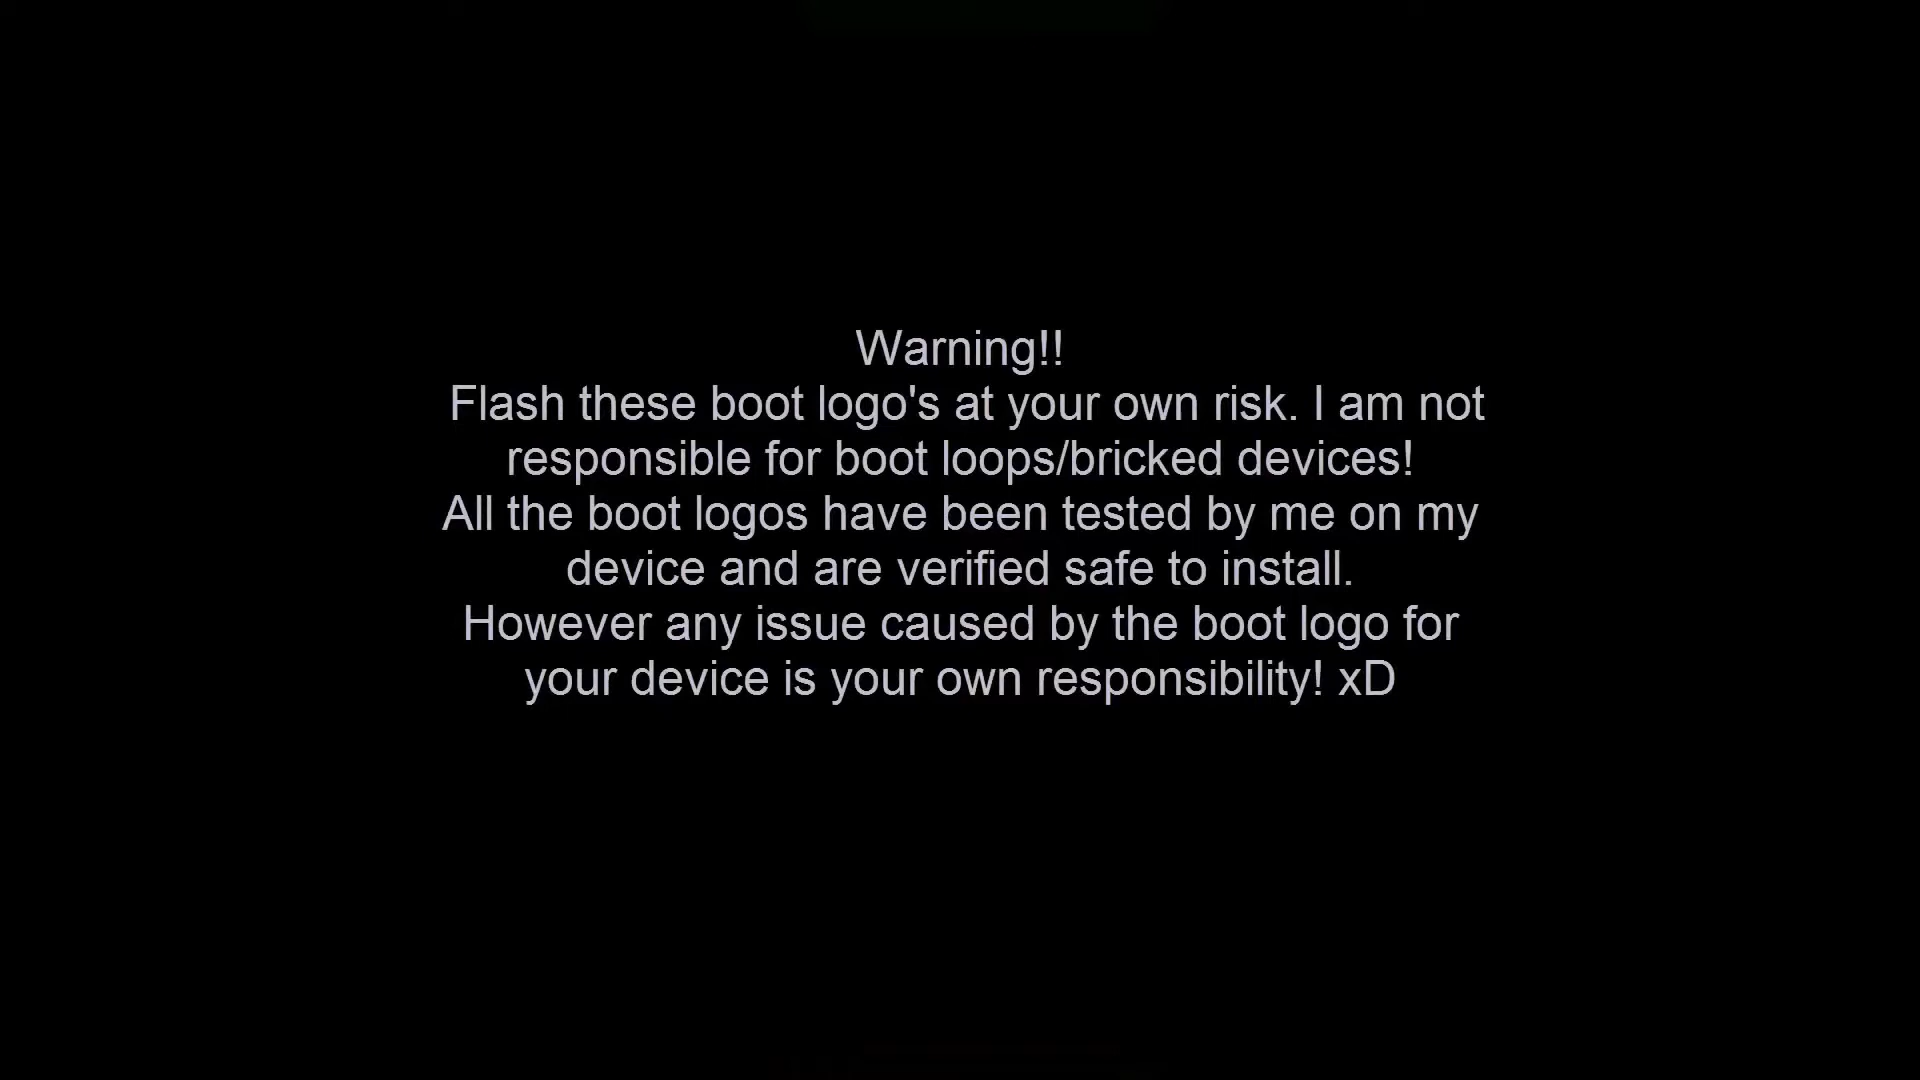 Warning!!
Flash these boot logo's at your own risk. I am not
responsible for boot loops/bricked devices!
All the boot logos have been tested by me on my
device and are verified safe to install.
However any issue caused by the boot logo for
your device is your own responsibility! xD